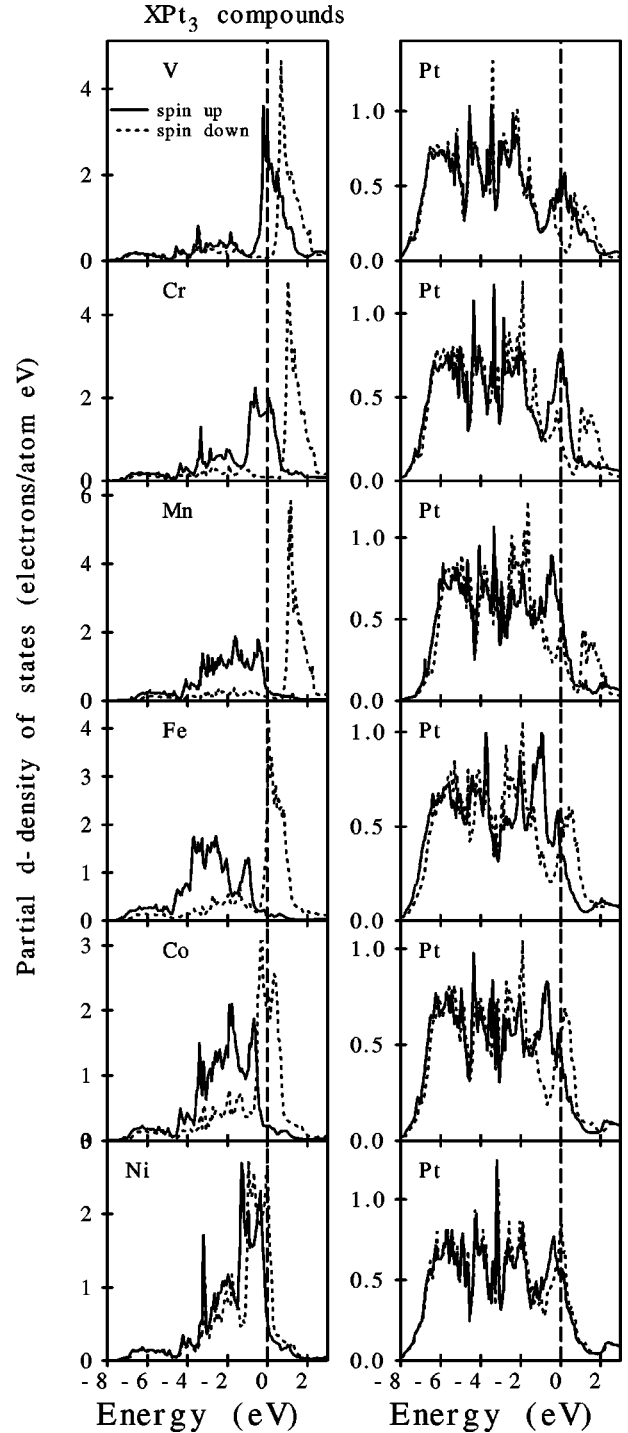 XPt₃ compounds
V
spin up
spin down
4
2
0
Pt
1.0
0.5
0.0
Cr
4
2
0
Pt
1.0
0.5
0.0
Mn
6
4
2
0
Pt
1.0
0.5
0.0
Fe
4
3
2
1
0
Pt
1.0
0.5
0.0
Co
3
2
1
0
Pt
1.0
0.5
0.0
Ni
2
1
0
Pt
1.0
0.5
0.0
-8 -6 -4 -2 0 2
-8 -6 -4 -2 0 2
Energy (eV)
Energy (eV)
Partial d-density of states (electrons/atom eV)